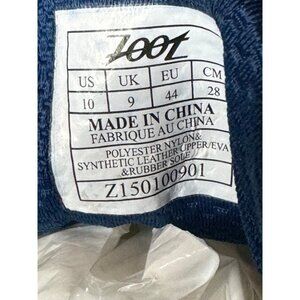 ZOOT
US UK EU CM
10 9 44 28
MADE IN CHINA
FABRIQUE AU CHINA
POLYESTER NYLON&
SYNTHETIC LEATHER UPPER/EVA
&RUBBER SOLE
Z150100901